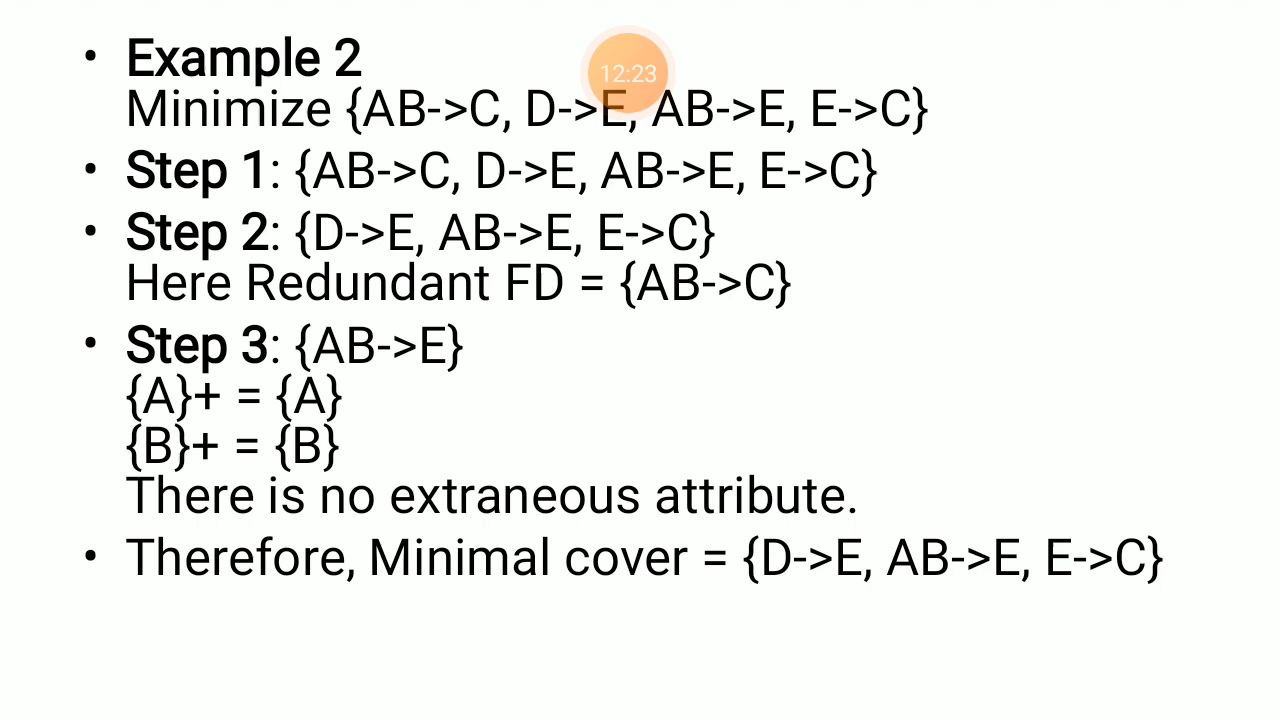 • Example 2
12:23
Minimize {AB->C, D->E, AB->E, E->C}
• Step 1: {AB->C, D->E, AB->E, E->C}
• Step 2: {D->E, AB->E, E->C}
Here Redundant FD = {AB->C}
• Step 3: {AB->E}
{A}+ = {A}
{B}+ = {B}
There is no extraneous attribute.
• Therefore, Minimal cover = {D->E, AB->E, E->C}